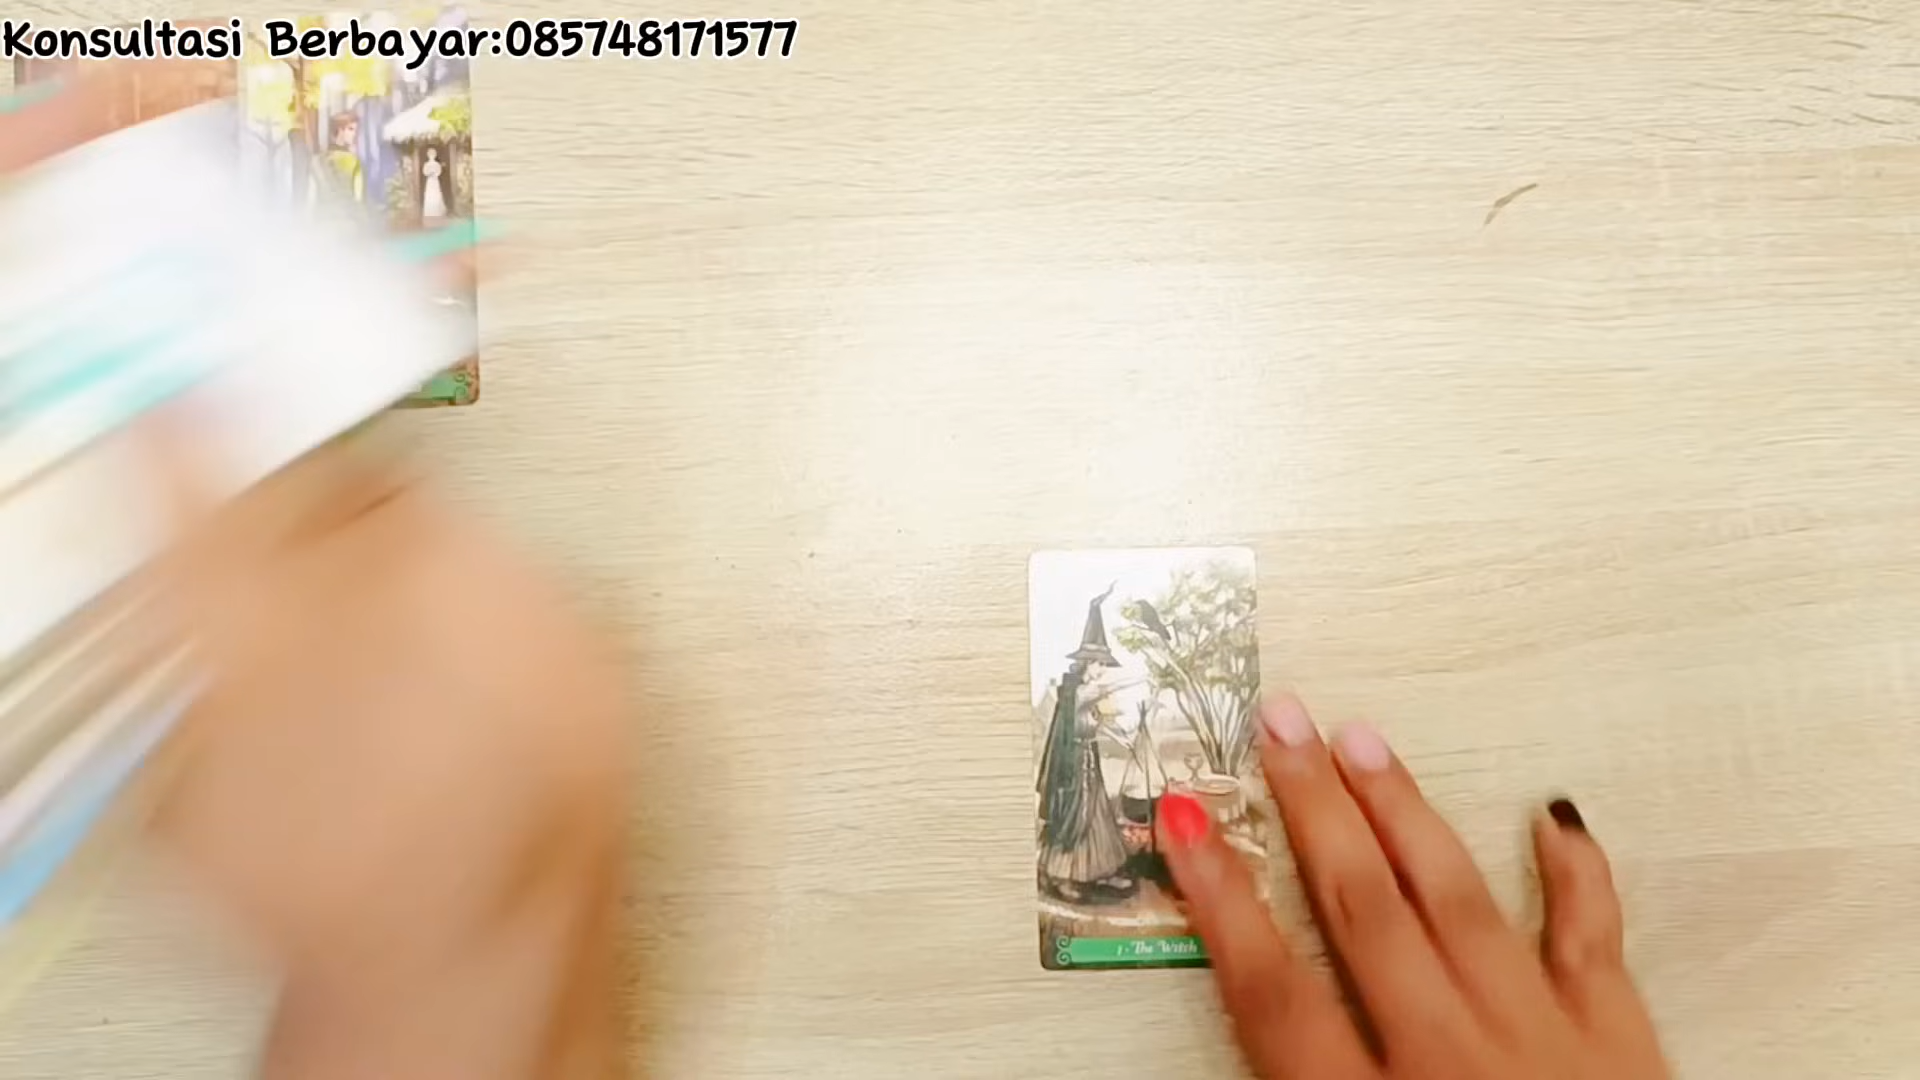 Konsultasi Berbayar:085748171577
1 · The Witch